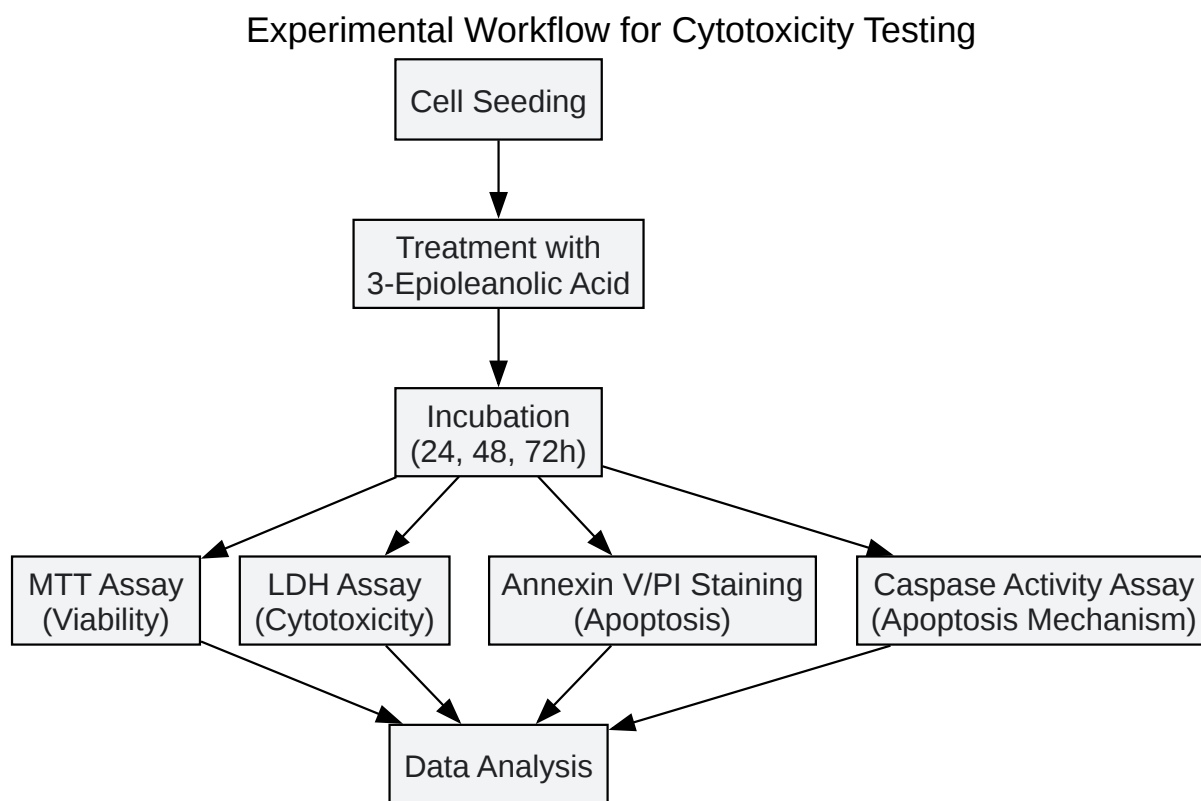 Experimental Workflow for Cytotoxicity Testing
Cell Seeding
Treatment with
3-Epioleanolic Acid
Incubation
(24, 48, 72h)
MTT Assay
(Viability)
LDH Assay
(Cytotoxicity)
Annexin V/PI Staining
(Apoptosis)
Caspase Activity Assay
(Apoptosis Mechanism)
Data Analysis